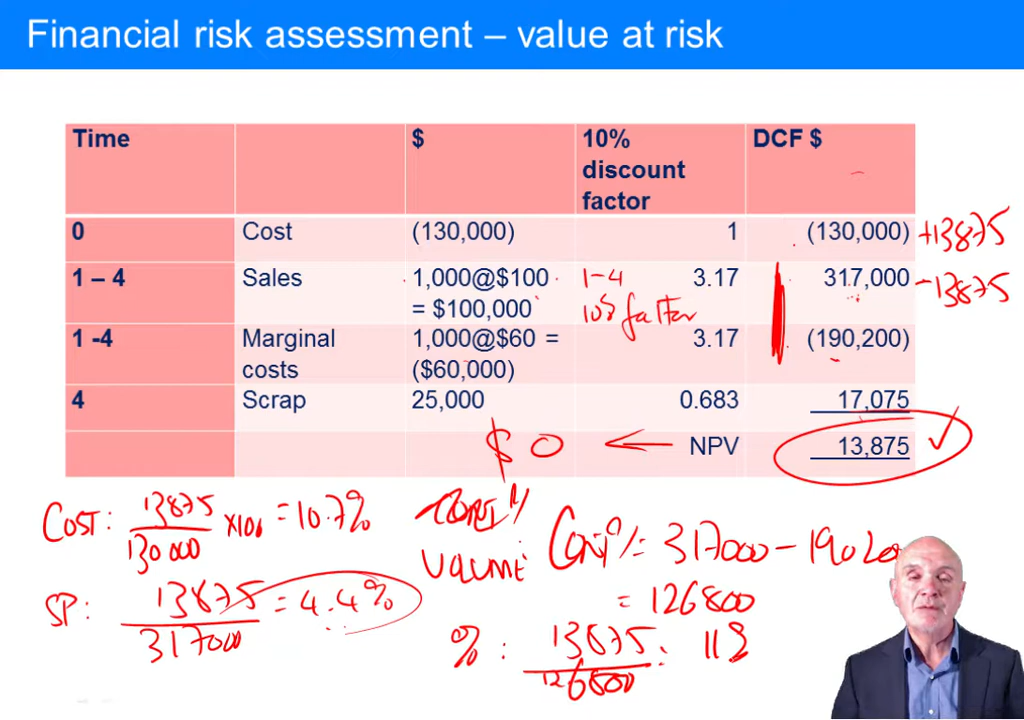 Financial risk assessment – value at risk
Time $ 10% discount factor DCF $
0 Cost (130,000) 1 (130,000) +13875
1 – 4 Sales 1,000@$100 = $100,000 3.17 317,000 -13875
1-4
10% factor
1 -4 Marginal costs 1,000@$60 = ($60,000) 3.17 (190,200)
4 Scrap 25,000 0.683 17,075
$0 ← NPV 13,875 ✓
COST: 13875 / 130000 x100 = 10.7%
VOLUME: Cont'n = 317000 - 190200
= 126800
SP: 13875 / 317000 = 4.4%
%: 13875 / 126800 = 11%